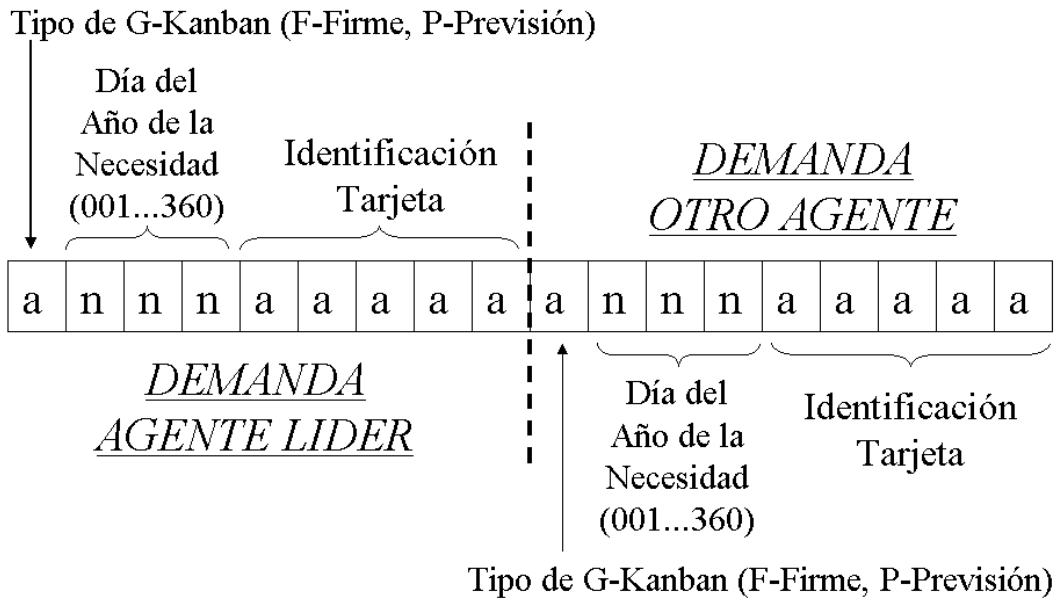 Tipo de G-Kanban (F-Firme, P-Previsión)
Día del
Año de la
Necesidad
(001...360)
Identificación
Tarjeta
DEMANDA
OTRO AGENTE
a n n n a a a a a a n n n a a a a a
DEMANDA
AGENTE LIDER
Día del
Año de la
Necesidad
(001...360)
Identificación
Tarjeta
Tipo de G-Kanban (F-Firme, P-Previsión)